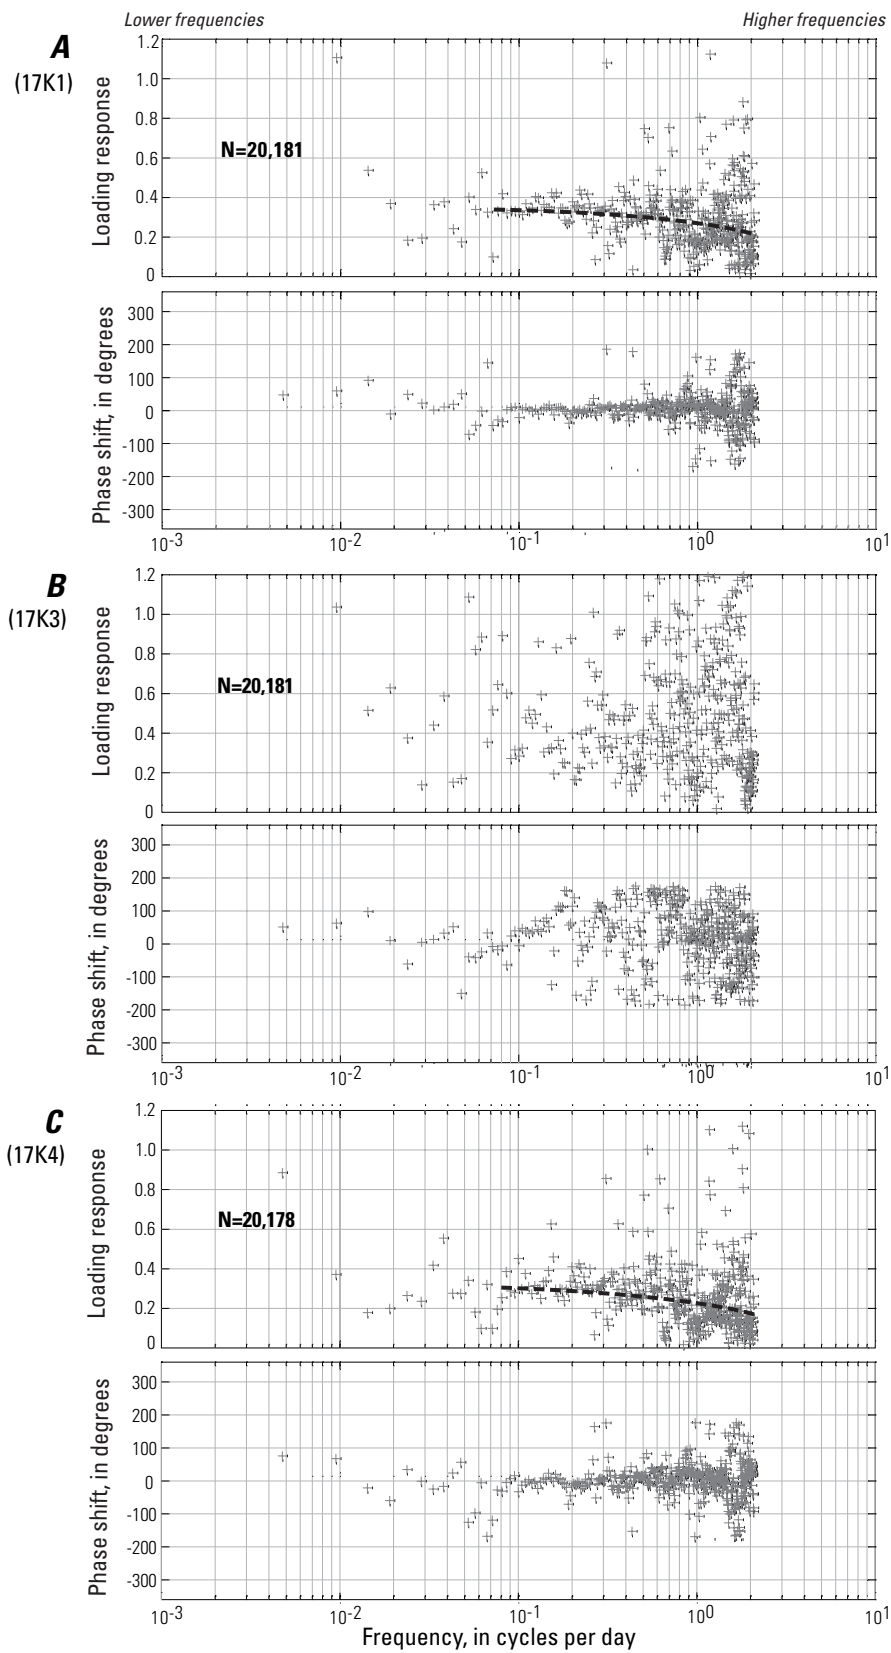 Lower frequencies Higher frequencies
A
(17K1)
Loading response
1.2
1.0
0.8
0.6
0.4
0.2
0
N=20,181
Phase shift, in degrees
300
200
100
0
-100
-200
-300
10-3 10-2 10-1 100 101
B
(17K3)
Loading response
1.2
1.0
0.8
0.6
0.4
0.2
0
N=20,181
Phase shift, in degrees
300
200
100
0
-100
-200
-300
10-3 10-2 10-1 100 101
C
(17K4)
Loading response
1.2
1.0
0.8
0.6
0.4
0.2
0
N=20,178
Phase shift, in degrees
300
200
100
0
-100
-200
-300
10-3 10-2 10-1 100 101
Frequency, in cycles per day